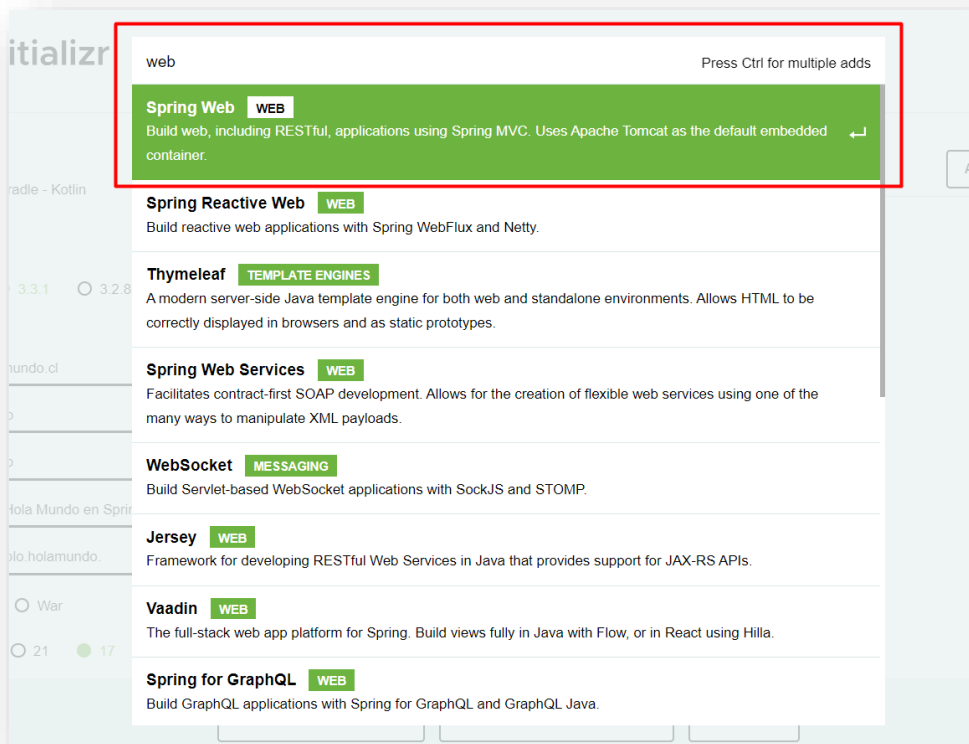 itializr
web
Press Ctrl for multiple adds
Spring Web WEB
Build web, including RESTful, applications using Spring MVC. Uses Apache Tomcat as the default embedded
container.
radle - Kotlin
Spring Reactive Web WEB
Build reactive web applications with Spring WebFlux and Netty.
Thymeleaf TEMPLATE ENGINES
3.3.1 3.2.8
A modern server-side Java template engine for both web and standalone environments. Allows HTML to be
correctly displayed in browsers and as static prototypes.
mundo.cl
Spring Web Services WEB
Facilitates contract-first SOAP development. Allows for the creation of flexible web services using one of the
many ways to manipulate XML payloads.
WebSocket MESSAGING
Build Servlet-based WebSocket applications with SockJS and STOMP.
Hola Mundo en Sprin
Jersey WEB
Framework for developing RESTful Web Services in Java that provides support for JAX-RS APIs.
plo.holamundo.
War
Vaadin WEB
The full-stack web app platform for Spring. Build views fully in Java with Flow, or in React using Hilla.
21 17
Spring for GraphQL WEB
Build GraphQL applications with Spring for GraphQL and GraphQL Java.